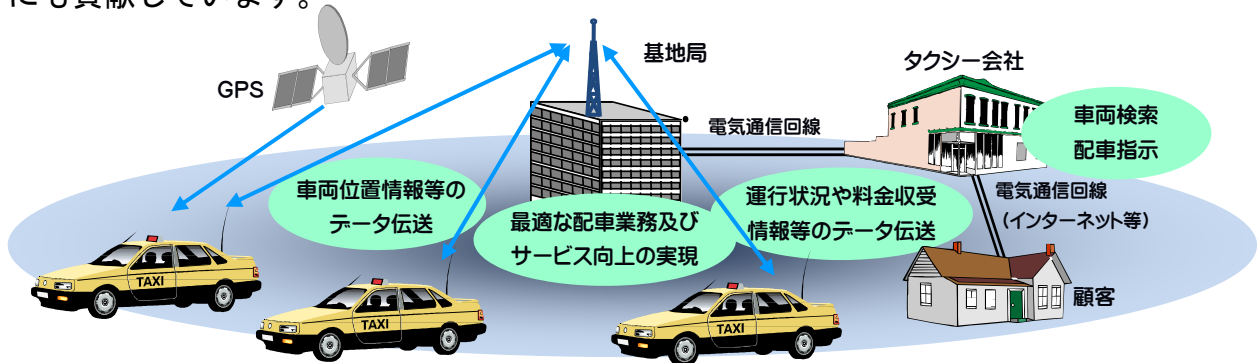 にも貢献しています。
GPS
基地局
タクシー会社
電気通信回線
車両検索
配車指示
車両位置情報等の
データ伝送
最適な配車業務及び
サービス向上の実現
運行状況や料金収受
情報等のデータ伝送
電気通信回線
(インターネット等)
顧客
TAXI
TAXI
TAXI